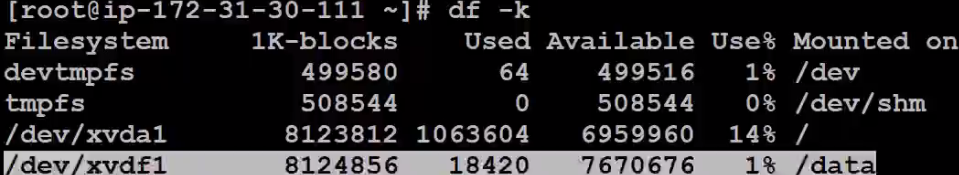 [root@ip-172-31-30-111 ~]# df -k
Filesystem     1K-blocks    Used Available Use% Mounted on
devtmpfs          499580      64    499516   1% /dev
tmpfs             508544       0    508544   0% /dev/shm
/dev/xvda1       8123812 1063604   6959960  14% /
/dev/xvdf1       8124856   18420   7670676   1% /data